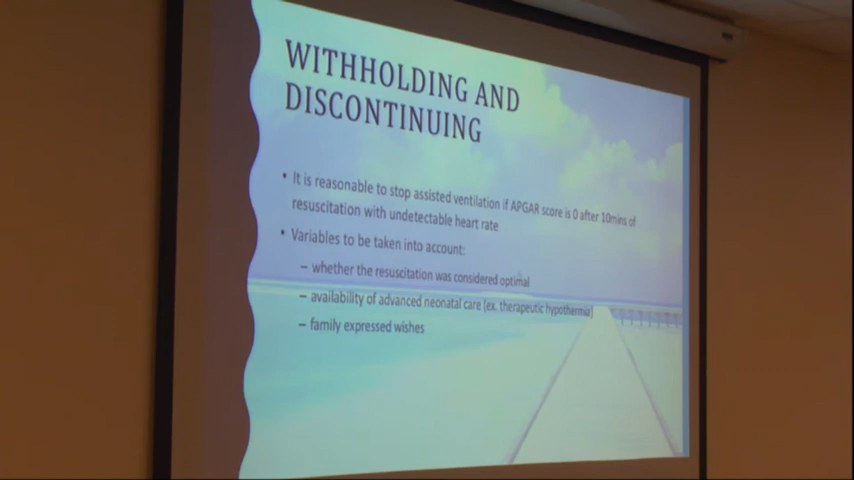 WITHHOLDING AND
DISCONTINUING
• It is reasonable to stop assisted ventilation if APGAR score is 0 after 10mins of
resuscitation with undetectable heart rate
• Variables to be taken into account:
– whether the resuscitation was considered optimal
– availability of advanced neonatal care (ex. therapeutic hypothermia)
– family expressed wishes